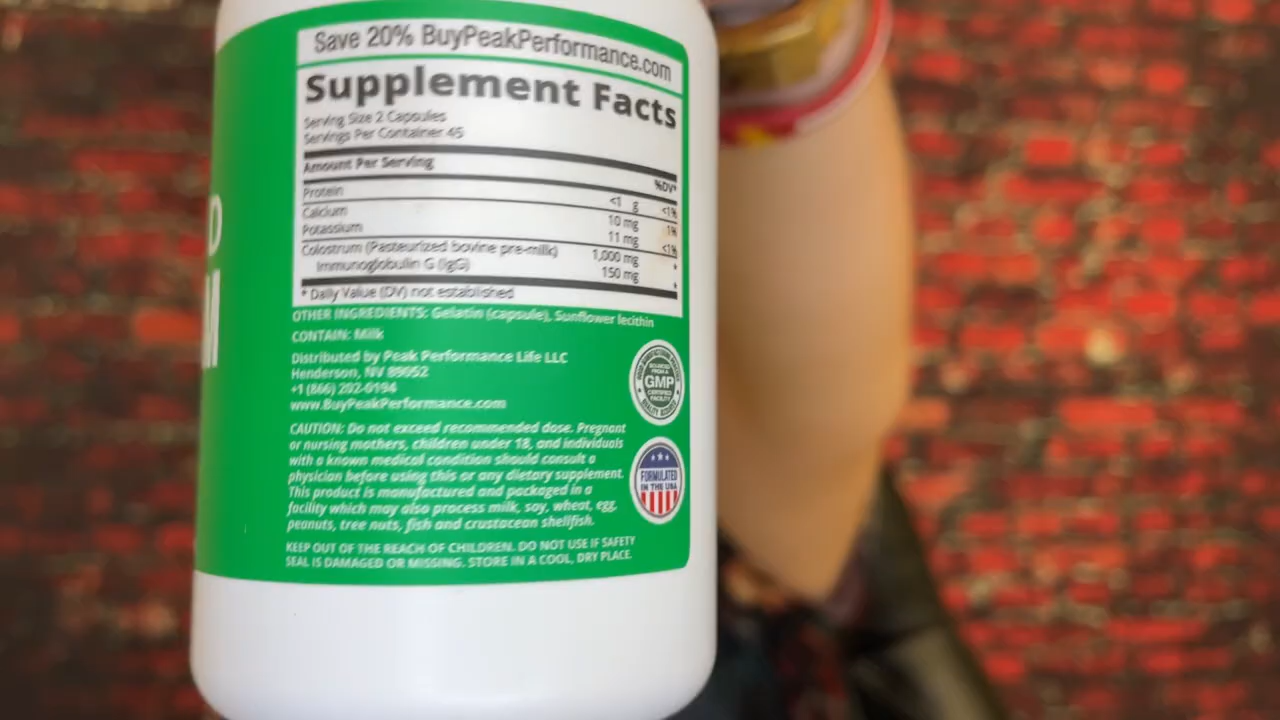 Save 20% BuyPeakPerformance.com
Supplement Facts
Serving Size 2 Capsules
Servings Per Container 45
Amount Per Serving %DV*
Protein <1 g <1%
Calcium 10 mg 1%
Potassium 11 mg <1%
Colostrum (Pasteurized bovine pre-milk) 1,000 mg *
Immunoglobulin G (IgG) 150 mg *
* Daily Value (DV) not established
OTHER INGREDIENTS: Gelatin (capsule), Sunflower lecithin
CONTAIN: Milk
Distributed by Peak Performance Life LLC
Henderson, NV 89052
+1 (866) 202-0194
www.BuyPeakPerformance.com
GMP
CERTIFIED
FACILITY
CAUTION: Do not exceed recommended dose. Pregnant
or nursing mothers, children under 18, and individuals
with a known medical condition should consult a
physician before using this or any dietary supplement.
This product is manufactured and packaged in a
facility which may also process milk, soy, wheat, egg,
peanuts, tree nuts, fish and crustacean shellfish.
FORMULATED
IN THE USA
KEEP OUT OF THE REACH OF CHILDREN. DO NOT USE IF SAFETY
SEAL IS DAMAGED OR MISSING. STORE IN A COOL, DRY PLACE.